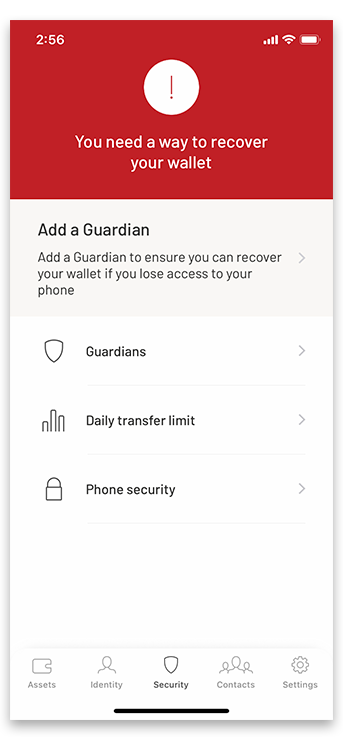 2:56
You need a way to recover
your wallet
Add a Guardian
Add a Guardian to ensure you can recover
your wallet if you lose access to your
phone
Guardians
Daily transfer limit
Phone security
Assets Identity Security Contacts Settings